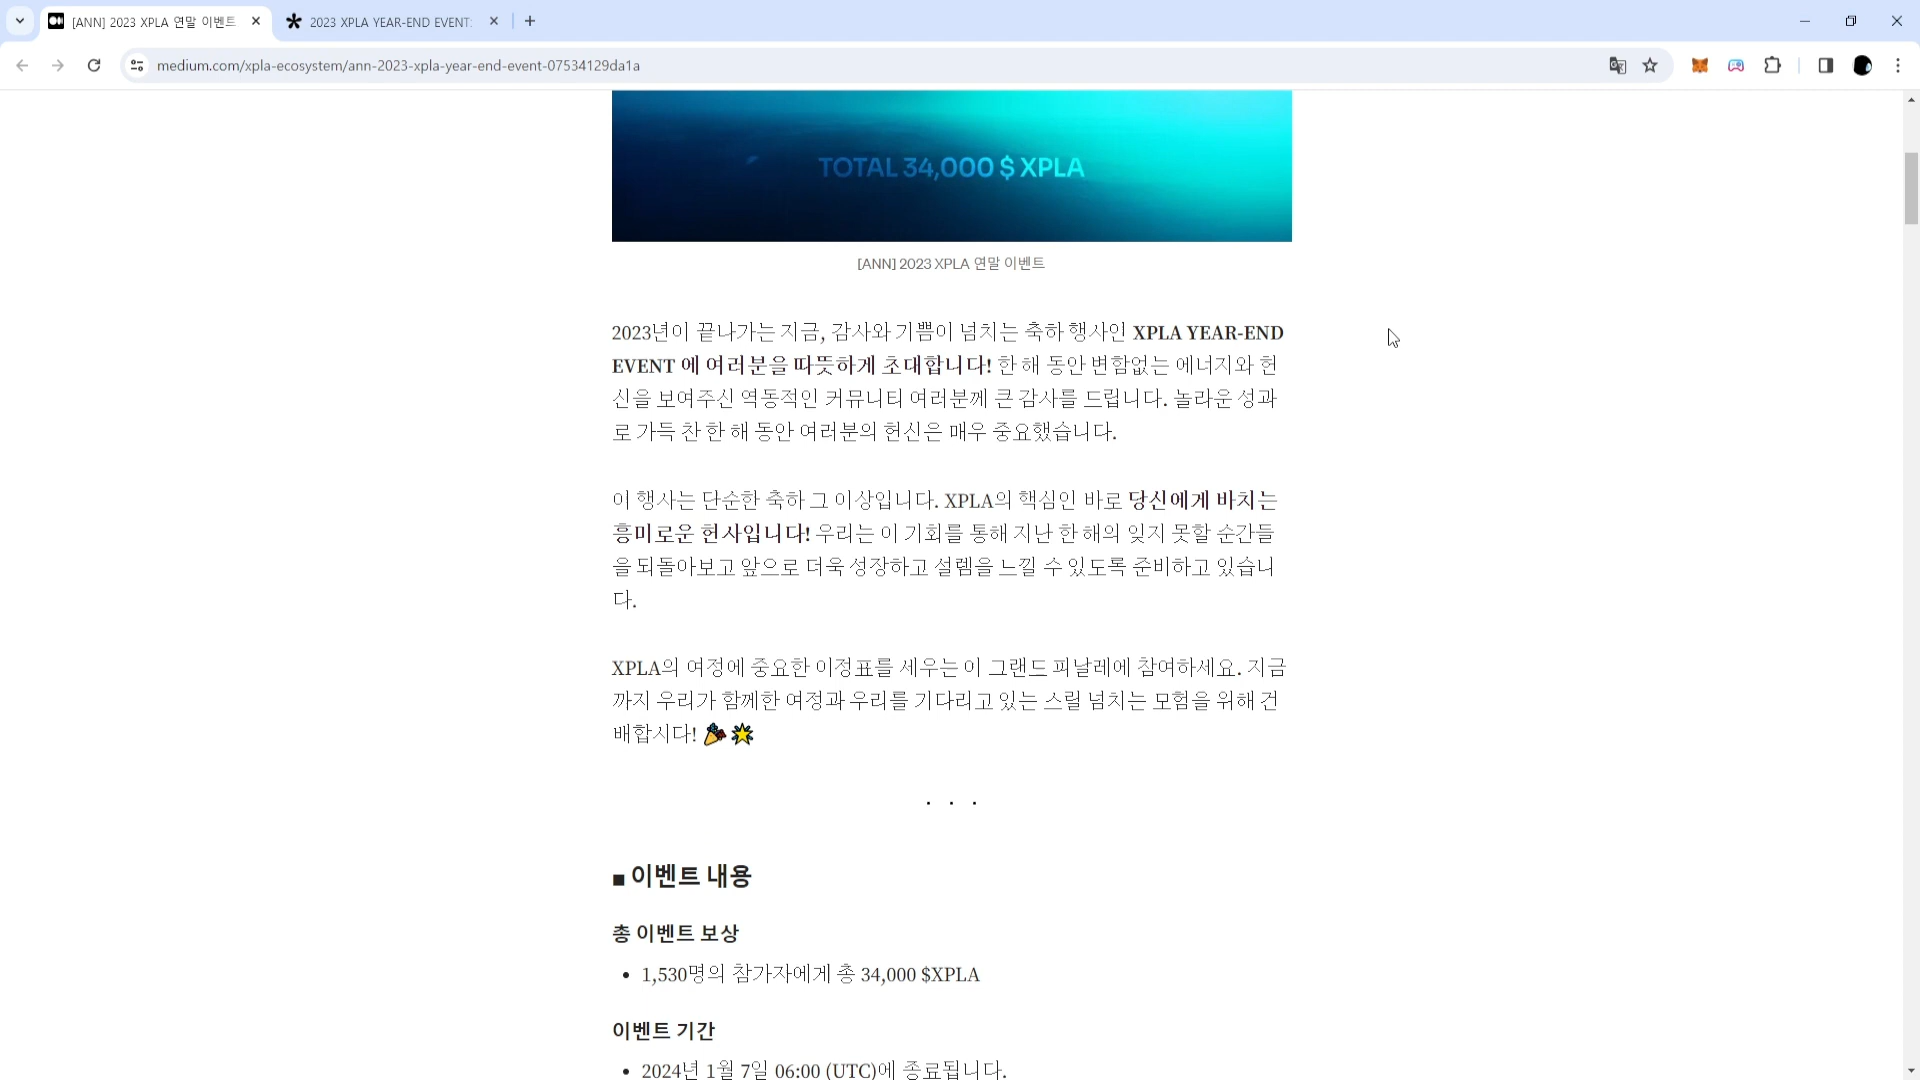 [ANN] 2023 XPLA 연말 이벤트
2023 XPLA YEAR-END EVENT:
medium.com/xpla-ecosystem/ann-2023-xpla-year-end-event-07534129da1a
TOTAL 34,000 $ XPLA
[ANN] 2023 XPLA 연말 이벤트
2023년이 끝나가는 지금, 감사와 기쁨이 넘치는 축하 행사인 XPLA YEAR-END
EVENT 에 여러분을 따뜻하게 초대합니다! 한 해 동안 변함없는 에너지와 헌
신을 보여주신 역동적인 커뮤니티 여러분께 큰 감사를 드립니다. 놀라운 성과
로 가득 찬 한 해 동안 여러분의 헌신은 매우 중요했습니다.
이 행사는 단순한 축하 그 이상입니다. XPLA의 핵심인 바로 당신에게 바치는
흥미로운 헌사입니다! 우리는 이 기회를 통해 지난 한 해의 잊지 못할 순간들
을 되돌아보고 앞으로 더욱 성장하고 설렘을 느낄 수 있도록 준비하고 있습니
다.
XPLA의 여정에 중요한 이정표를 세우는 이 그랜드 피날레에 참여하세요. 지금
까지 우리가 함께한 여정과 우리를 기다리고 있는 스릴 넘치는 모험을 위해 건
배합시다! 🎉 🌟
. . .
■ 이벤트 내용
총 이벤트 보상
• 1,530명의 참가자에게 총 34,000 $XPLA
이벤트 기간
• 2024년 1월 7일 06:00 (UTC)에 종료됩니다.